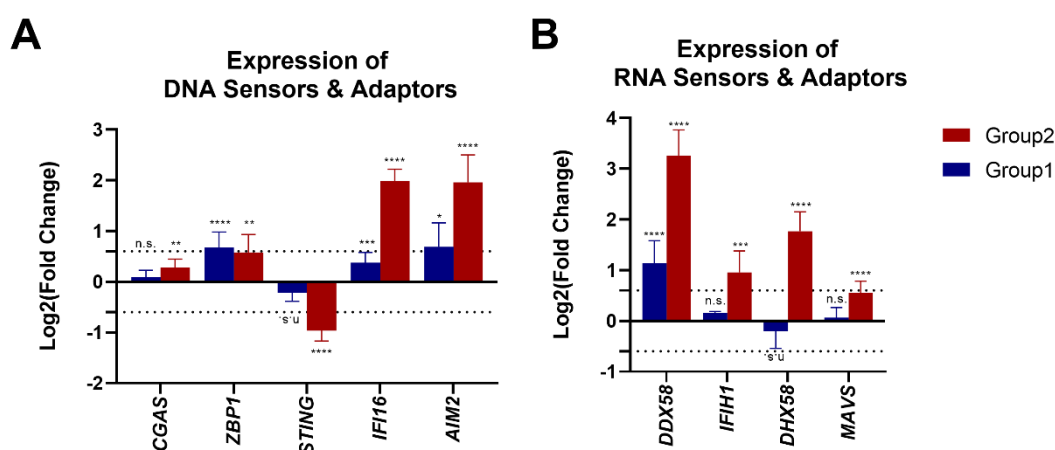 A
Expression of
DNA Sensors & Adaptors
Log2(Fold Change)
3
2
1
0
-1
-2
n.s.
**
****
**
n.s.
****
***
****
*
****
CGAS
ZBP1
STING
IFI16
AIM2
B
Expression of
RNA Sensors & Adaptors
Log2(Fold Change)
4
3
2
1
0
-1
****
****
n.s.
***
n.s.
****
n.s.
****
DDX58
IFIH1
DHX58
MAVS
Group2
Group1